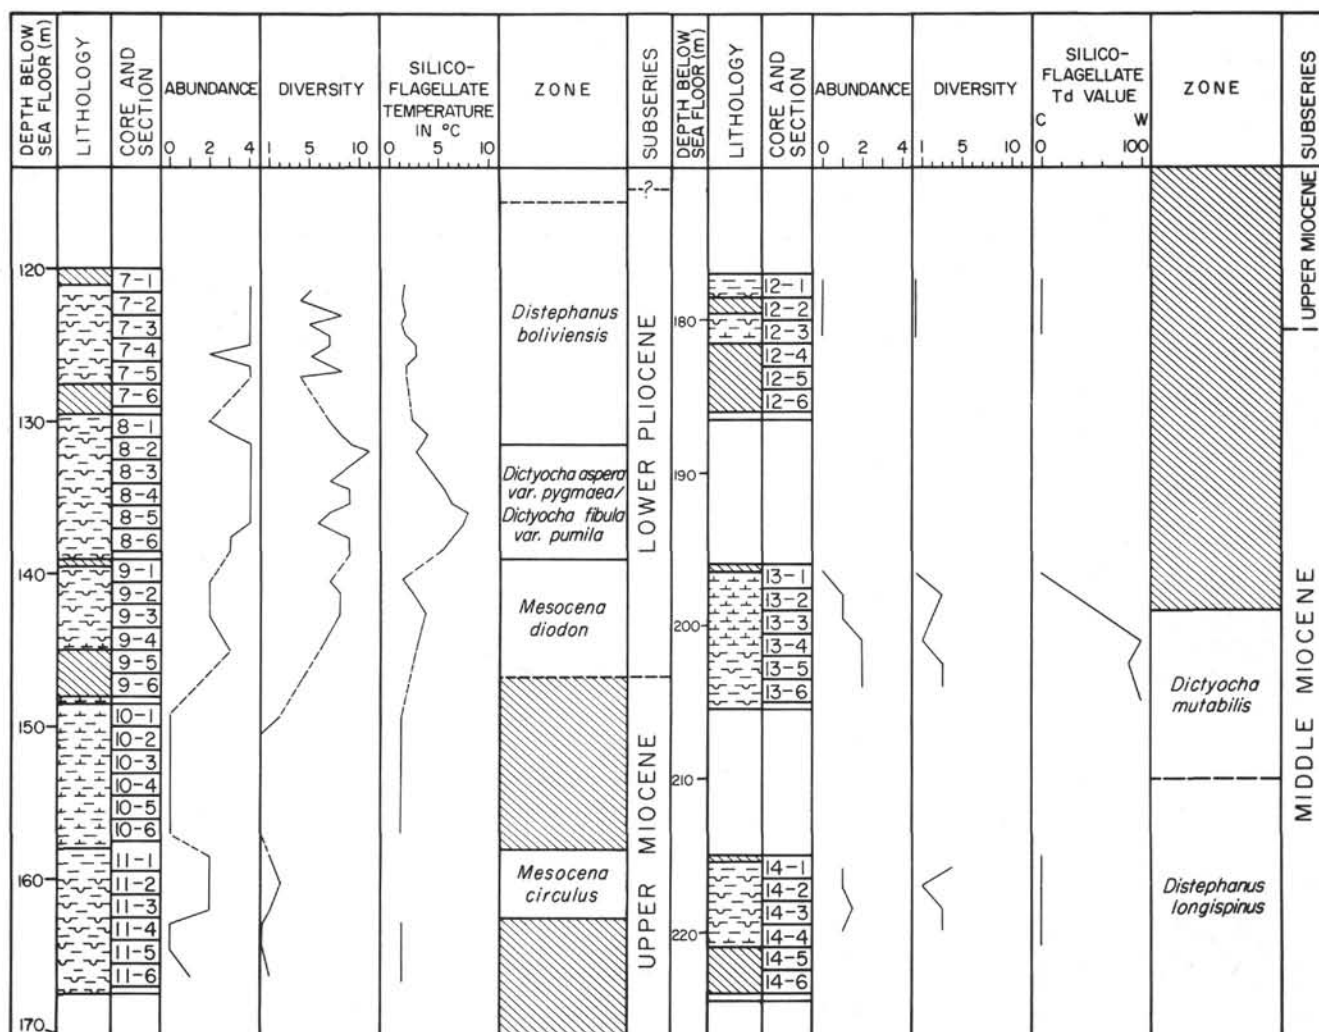 DEPTH BELOW
SEA FLOOR (m)
LITHOLOGY
CORE AND
SECTION
ABUNDANCE
0 2 4
DIVERSITY
1 5 10
SILICO-
FLAGELLATE
TEMPERATURE
IN °C
0 5 10
ZONE
SUBSERIES
120
130
140
150
160
170
7-1
7-2
7-3
7-4
7-5
7-6
8-1
8-2
8-3
8-4
8-5
8-6
9-1
9-2
9-3
9-4
9-5
9-6
10-1
10-2
10-3
10-4
10-5
10-6
11-1
11-2
11-3
11-4
11-5
11-6
Distephanus
boliviensis
Dictyocha aspera
var. pygmaea/
Dictyocha fibula
var. pumila
Mesocena
diodon
Mesocena
circulus
?
LOWER PLIOCENE
UPPER MIOCENE
DEPTH BELOW
SEA FLOOR (m)
LITHOLOGY
CORE AND
SECTION
ABUNDANCE
0 2 4
DIVERSITY
1 5 10
SILICO-
FLAGELLATE
Td VALUE
C W
0 100
ZONE
SUBSERIES
180
190
200
210
220
12-1
12-2
12-3
12-4
12-5
12-6
13-1
13-2
13-3
13-4
13-5
13-6
14-1
14-2
14-3
14-4
14-5
14-6
Dictyocha
mutabilis
Distephanus
longispinus
UPPER MIOCENE
MIDDLE MIOCENE